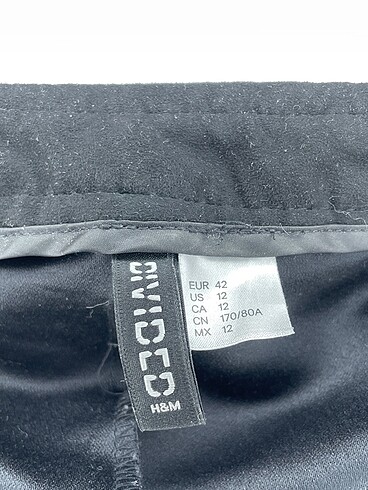 DIVIDED
H&M
EUR 42
US 12
CA 12
CN 170/80A
MX 12